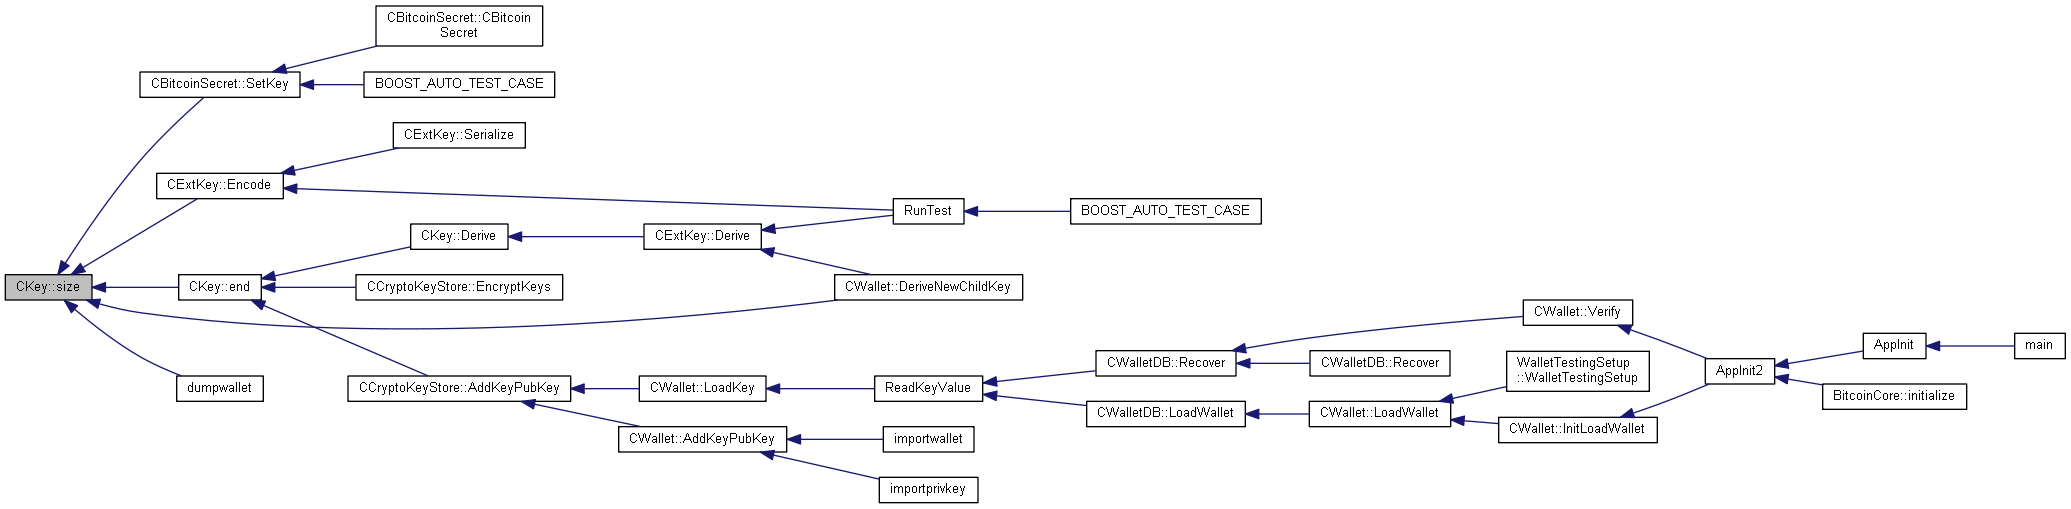 CBitcoinSecret::CBitcoin
Secret
CBitcoinSecret::SetKey
BOOST_AUTO_TEST_CASE
CExtKey::Serialize
CExtKey::Encode
RunTest
BOOST_AUTO_TEST_CASE
CKey::Derive
CExtKey::Derive
CKey::size
CKey::end
CCryptoKeyStore::EncryptKeys
CWallet::DeriveNewChildKey
CWallet::Verify
AppInit
main
CWalletDB::Recover
CWalletDB::Recover
WalletTestingSetup
::WalletTestingSetup
AppInit2
dumpwallet
CCryptoKeyStore::AddKeyPubKey
CWallet::LoadKey
ReadKeyValue
BitcoinCore::initialize
CWalletDB::LoadWallet
CWallet::LoadWallet
CWallet::InitLoadWallet
CWallet::AddKeyPubKey
importwallet
importprivkey